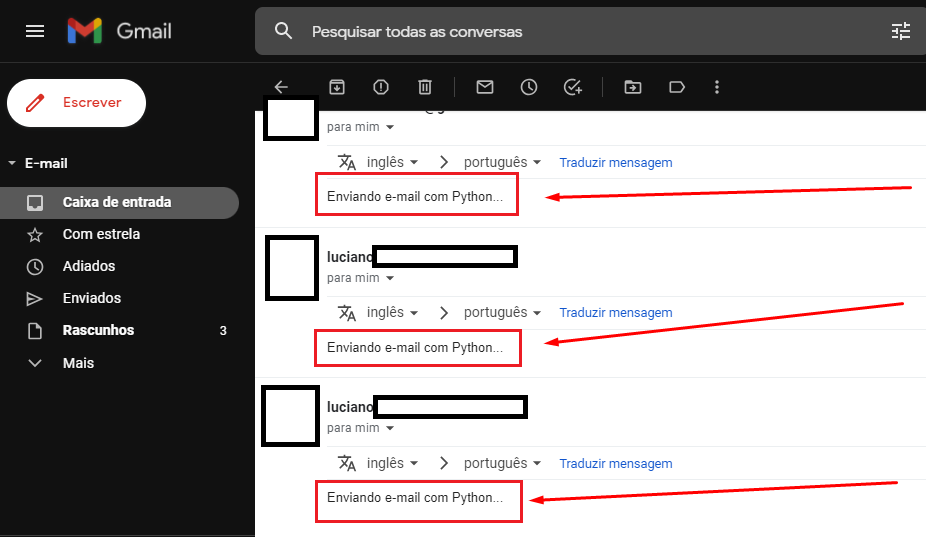 Gmail
Pesquisar todas as conversas
Escrever
E-mail
Caixa de entrada
Com estrela
Adiados
Enviados
Rascunhos 3
Mais
para mim
inglês > português Traduzir mensagem
Enviando e-mail com Python...
luciano
para mim
inglês > português Traduzir mensagem
Enviando e-mail com Python...
luciano
para mim
inglês > português Traduzir mensagem
Enviando e-mail com Python...